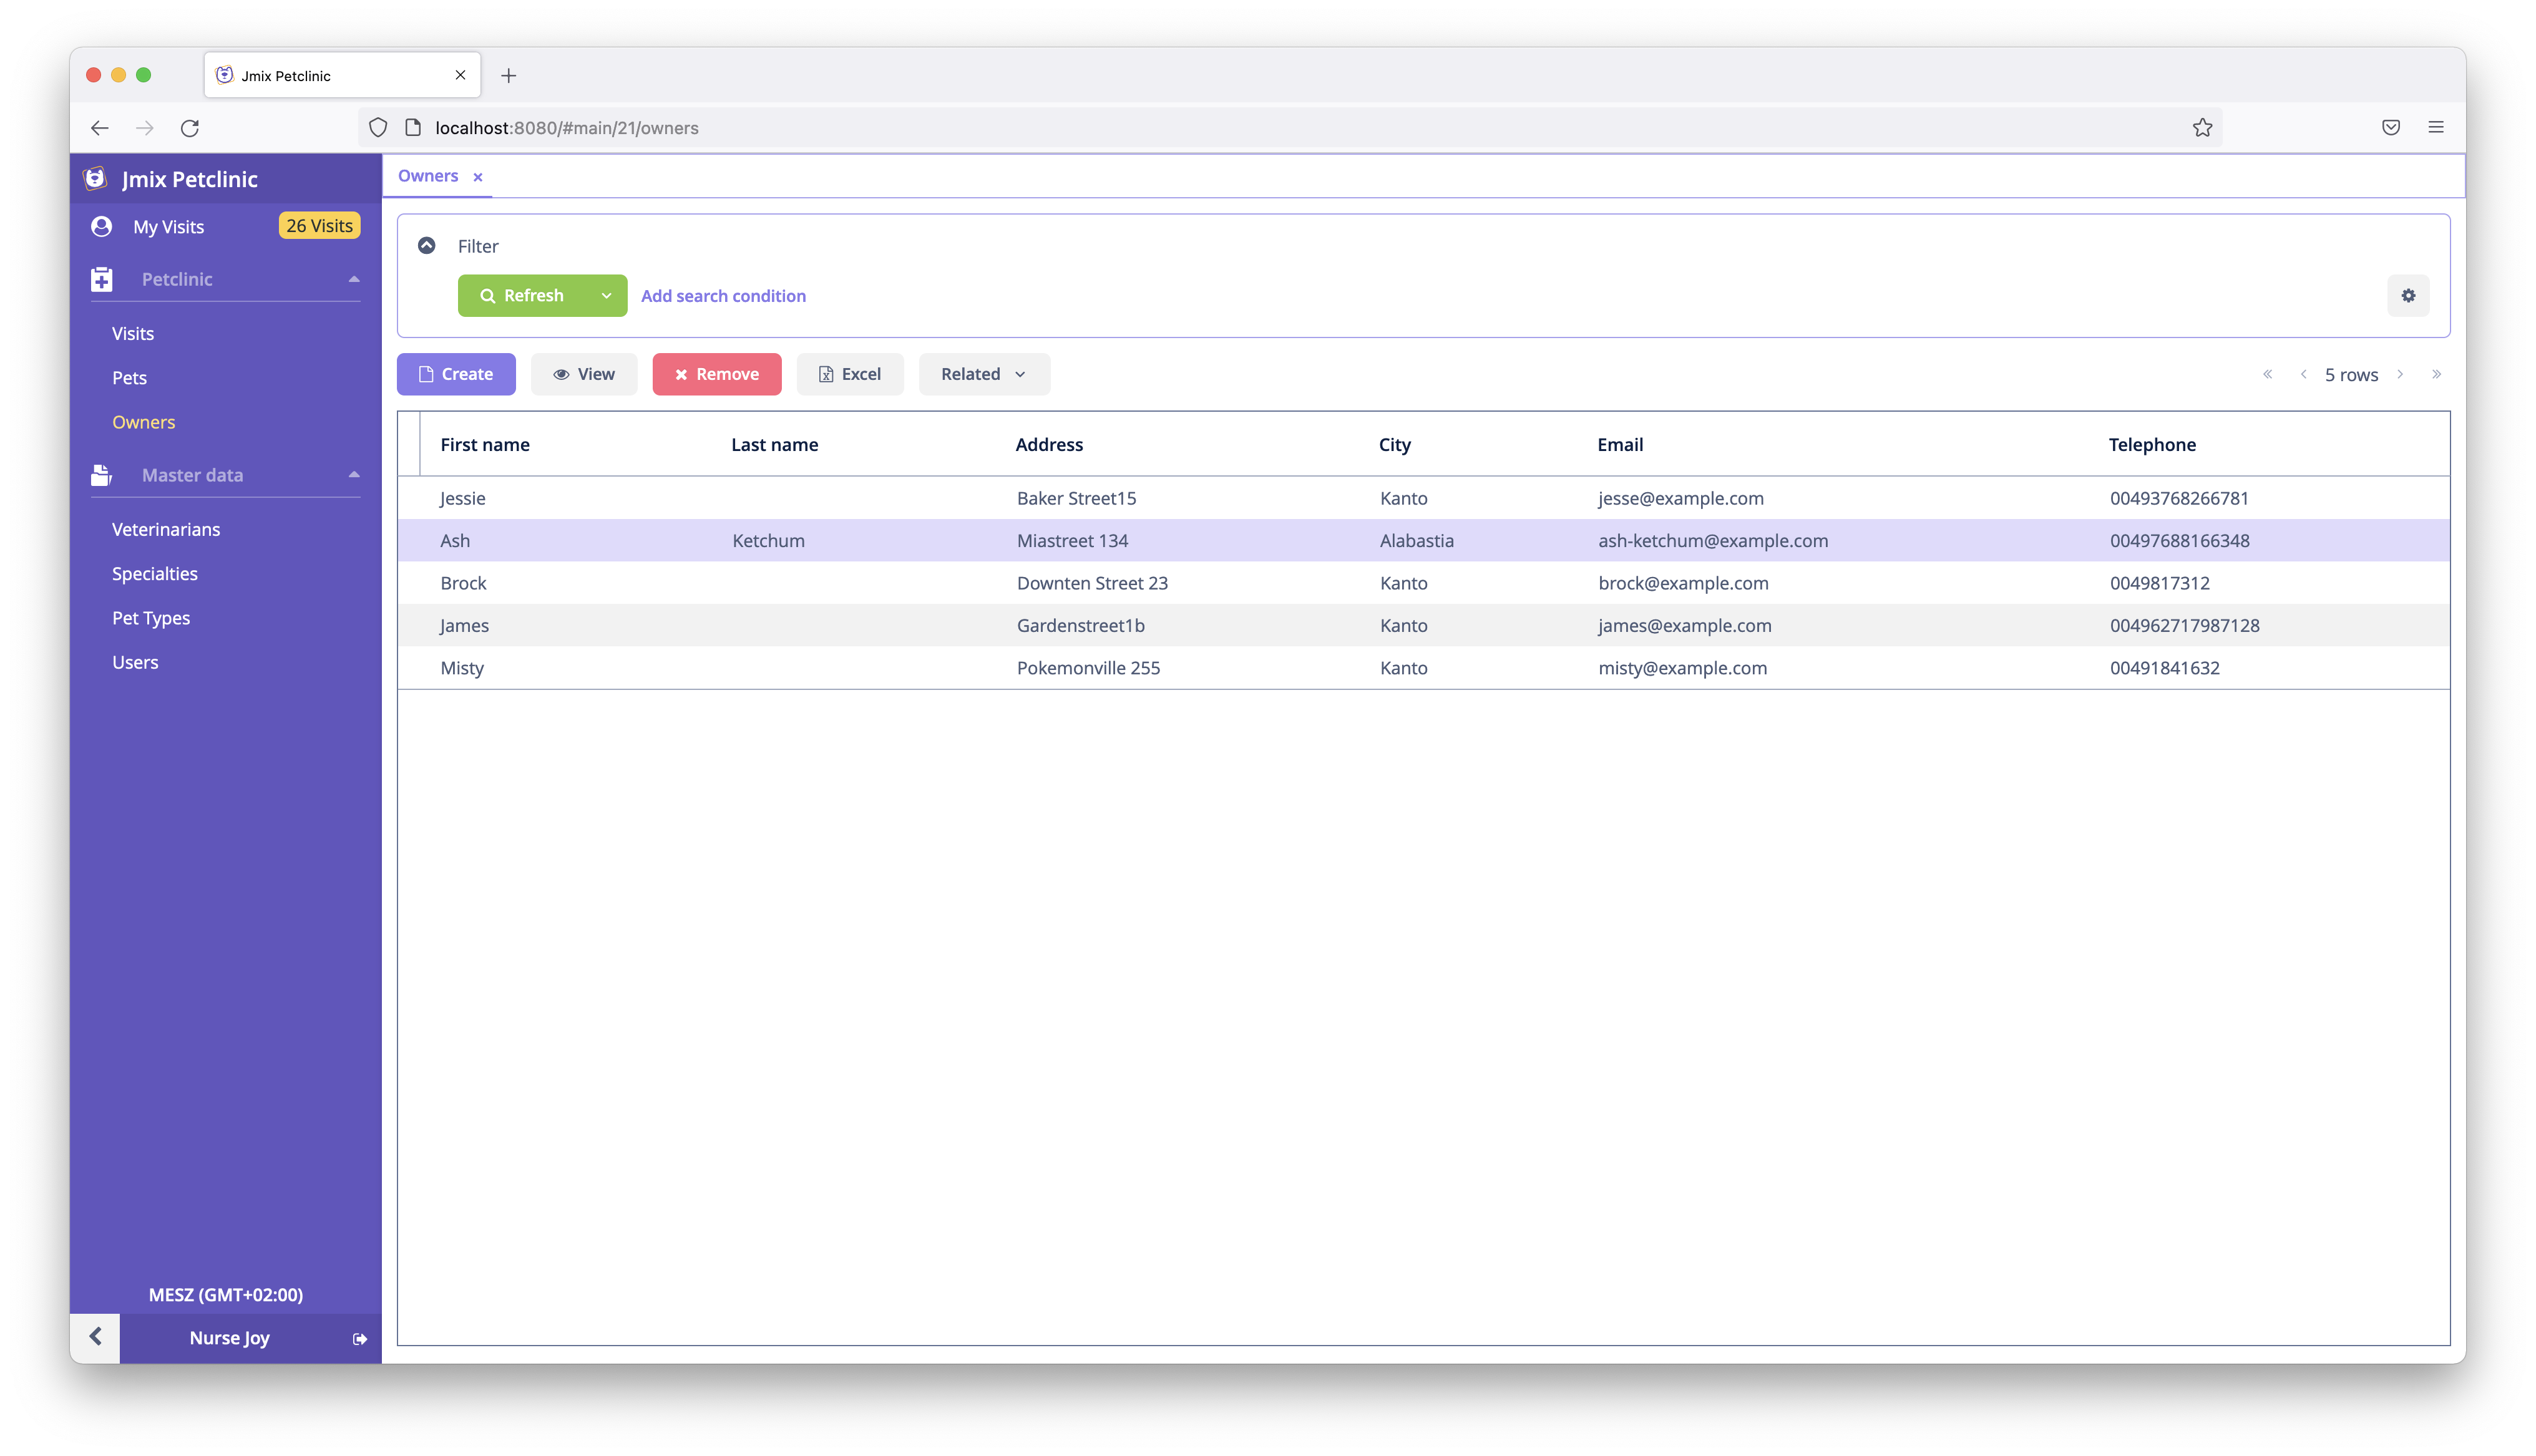 Jmix Petclinic
localhost:8080/#main/21/owners
Jmix Petclinic
My Visits 26 Visits
Petclinic
Visits
Pets
Owners
Master data
Veterinarians
Specialties
Pet Types
Users
MESZ (GMT+02:00)
Nurse Joy
Owners
Filter
Refresh Add search condition
Create View Remove Excel Related 5 rows
First name Last name Address City Email Telephone
Jessie Baker Street15 Kanto jesse@example.com 00493768266781
Ash Ketchum Miastreet 134 Alabastia ash-ketchum@example.com 00497688166348
Brock Downten Street 23 Kanto brock@example.com 0049817312
James Gardenstreet1b Kanto james@example.com 004962717987128
Misty Pokemonville 255 Kanto misty@example.com 00491841632